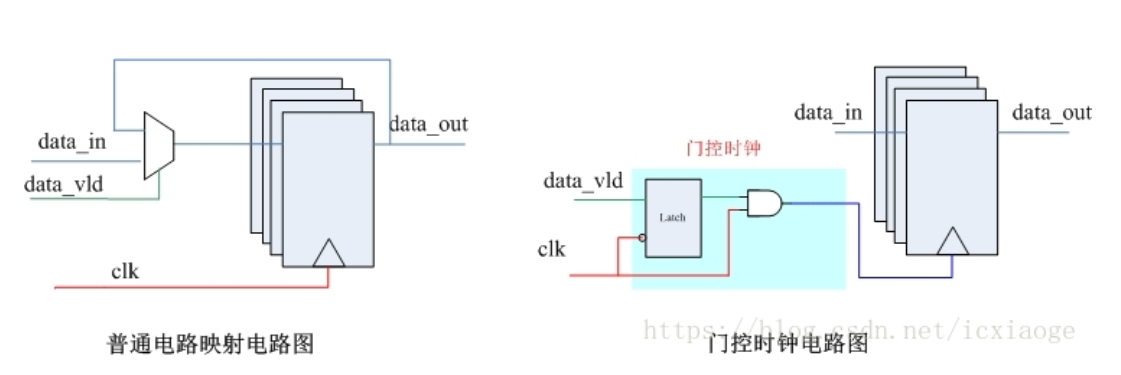 data_in
data_vld
clk
data_out
普通电路映射电路图
门控时钟
data_vld
Latch
clk
data_in
data_out
门控时钟电路图
https://blog.csdn.net/icxiaoge